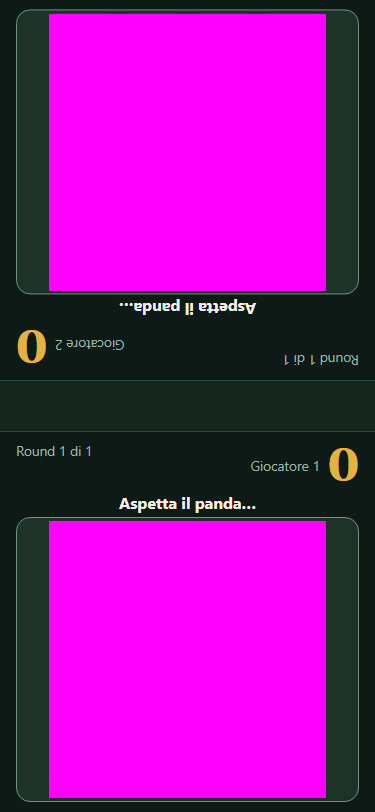 Aspetta il panda...
Giocatore 2 0
Round 1 di 1
Round 1 di 1
Giocatore 1 0
Aspetta il panda...